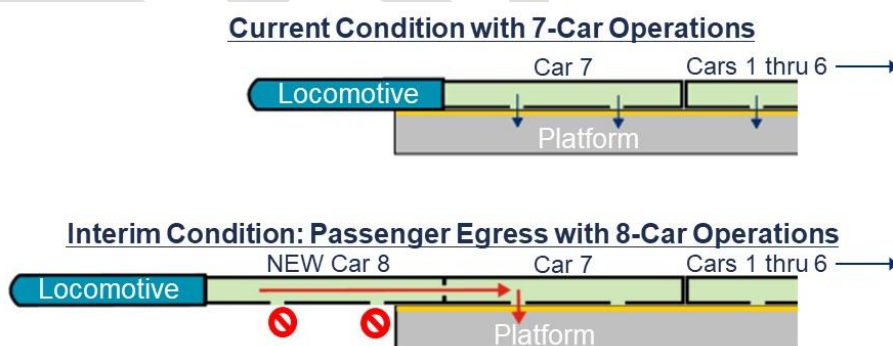 Current Condition with 7-Car Operations
Car 7 Cars 1 thru 6
Locomotive
Platform
Interim Condition: Passenger Egress with 8-Car Operations
NEW Car 8 Car 7 Cars 1 thru 6
Locomotive
Platform